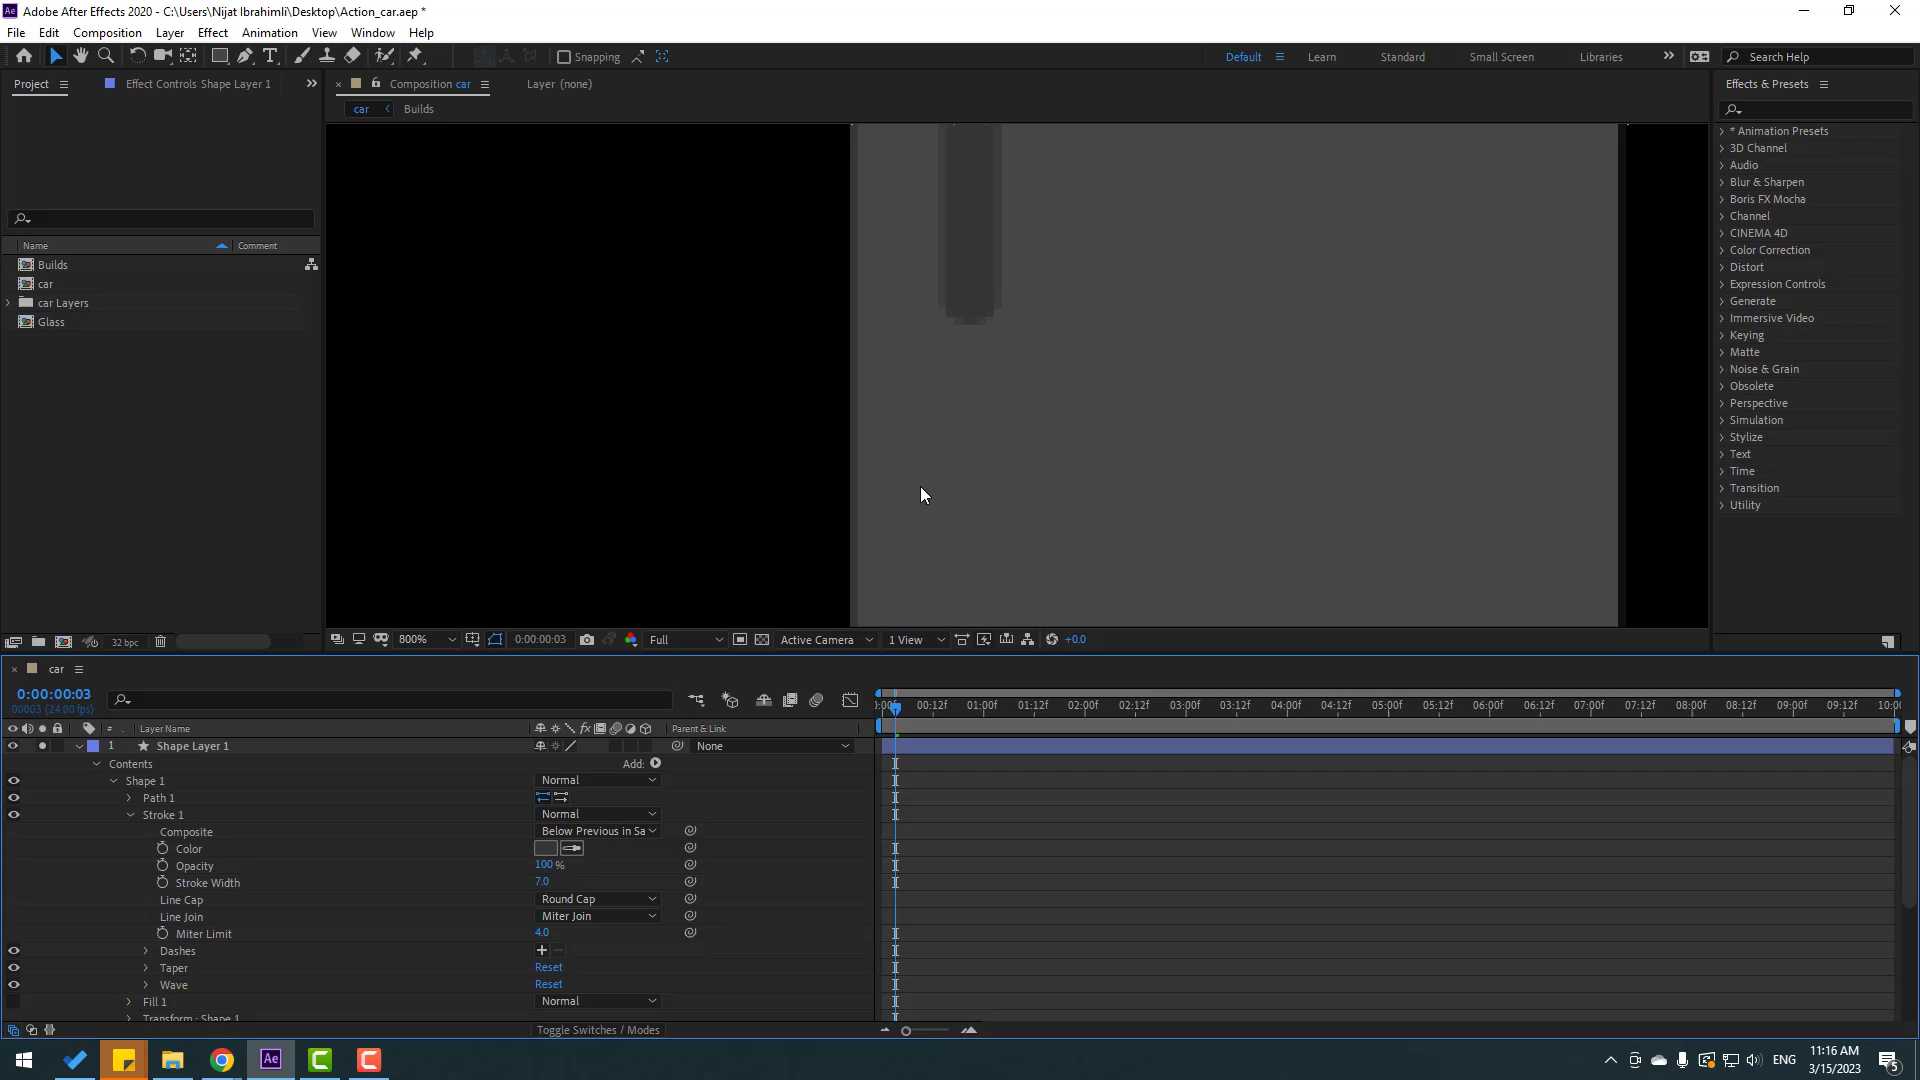 Adobe After Effects 2020 - C:\Users\Nijat Ibrahimli\Desktop\Action_car.aep *
File Edit Composition Layer Effect Animation View Window Help
Snapping Default Learn Standard Small Screen Libraries Search Help
Project Effect Controls Shape Layer 1 Composition car Layer (none) Effects & Presets
car Builds
* Animation Presets
3D Channel
Audio
Blur & Sharpen
Boris FX Mocha
Channel
CINEMA 4D
Color Correction
Distort
Expression Controls
Generate
Immersive Video
Keying
Matte
Noise & Grain
Obsolete
Perspective
Simulation
Stylize
Text
Time
Transition
Utility
Name Comment
Builds
car
car Layers
Glass
32 bpc 800% 0:00:00:03 Full Active Camera 1 View +0.0
car
0:00:00:03
00003 (24.00 fps)
00:12f 01:00f 01:12f 02:00f 02:12f 03:00f 03:12f 04:00f 04:12f 05:00f 05:12f 06:00f 06:12f 07:00f 07:12f 08:00f 08:12f 09:00f 09:12f
# Layer Name Parent & Link
1 Shape Layer 1 None
Contents Add:
Shape 1 Normal
Path 1
Stroke 1 Normal
Composite Below Previous in Sa
Color
Opacity 100 %
Stroke Width 7.0
Line Cap Round Cap
Line Join Miter Join
Miter Limit 4.0
Dashes
Taper Reset
Wave Reset
Fill 1 Normal
Transform : Shape 1
Toggle Switches / Modes
ENG 11:16 AM
3/15/2023
5